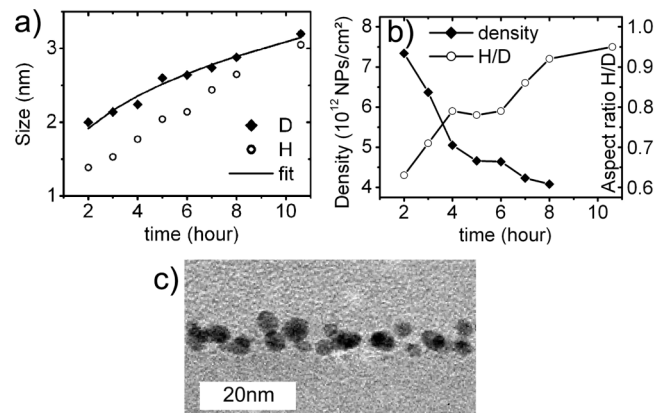 a)
Size (nm)
3
2
1
2 4 6 8 10
time (hour)
D
H
fit
b)
density
H/D
Density (10¹² NPs/cm²)
8
7
6
5
4
2 4 6 8 10
time (hour)
Aspect ratio H/D
1.0
0.9
0.8
0.7
0.6
c)
20nm